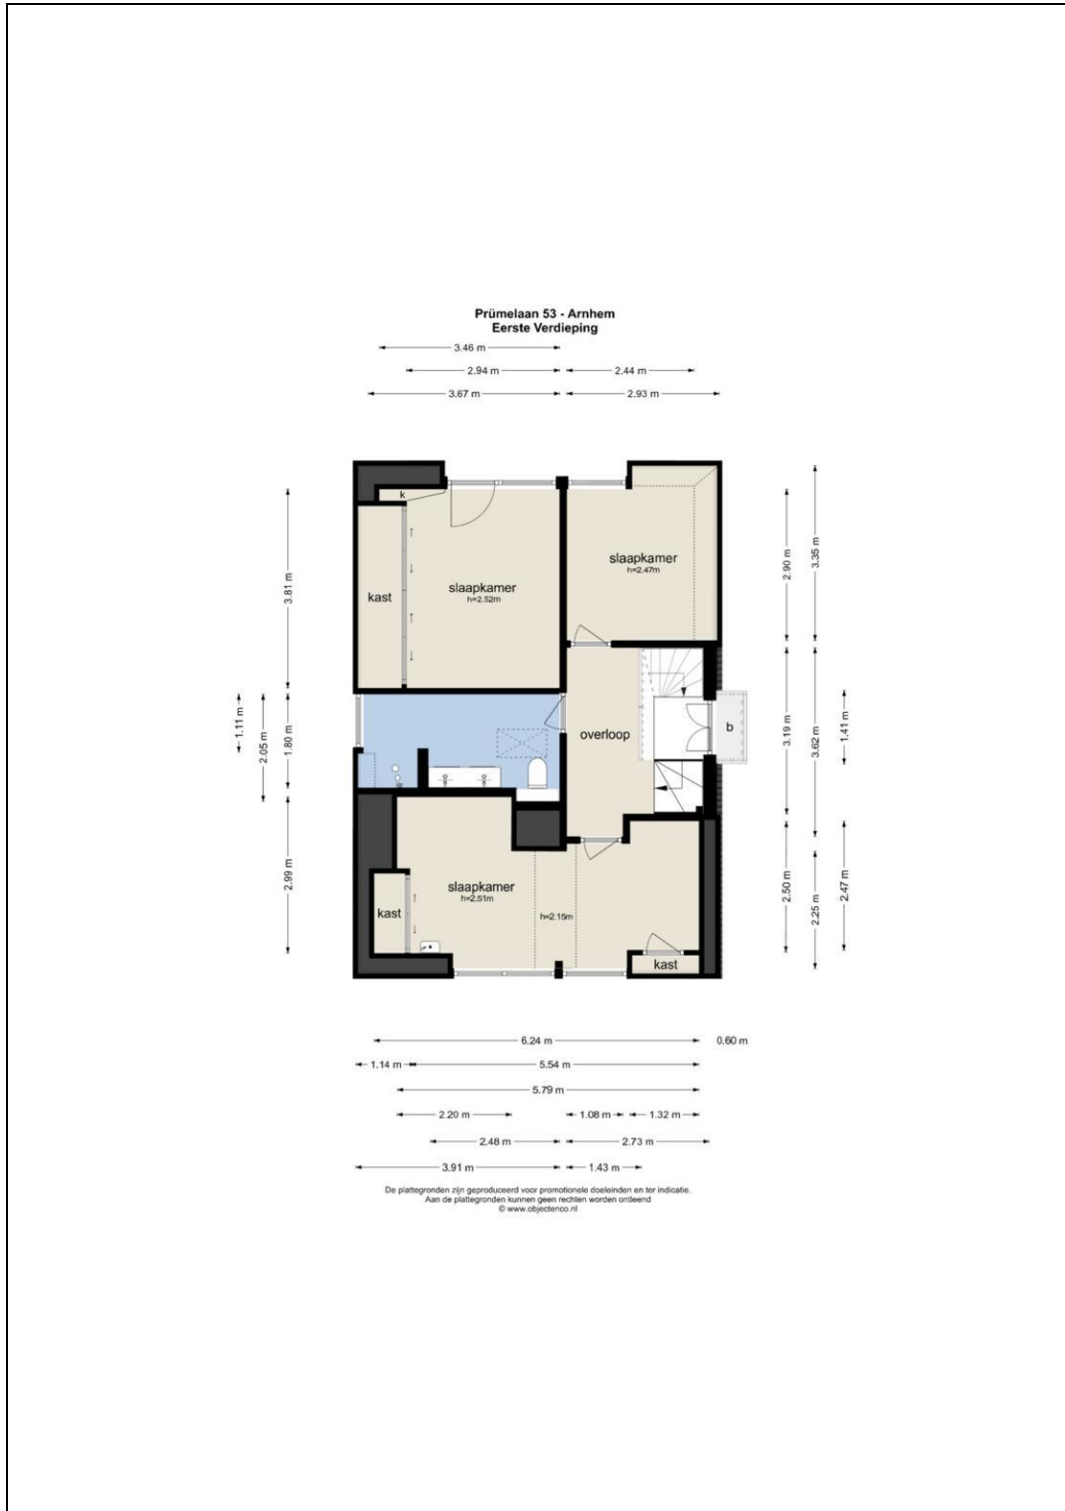 Prümelaan 53 - Arnhem
Eerste Verdieping
3.46 m
2.94 m
2.44 m
3.67 m
2.93 m
k
slaapkamer
h=2.47m
slaapkamer
h=2.52m
kast
3.81 m
2.90 m
3.35 m
1.11 m
2.05 m
1.80 m
overloop
b
3.19 m
3.62 m
1.41 m
2.99 m
slaapkamer
h=2.51m
kast
h=2.15m
kast
2.50 m
2.25 m
2.47 m
6.24 m
0.60 m
1.14 m
5.54 m
5.79 m
2.20 m
1.08 m
1.32 m
2.48 m
2.73 m
3.91 m
1.43 m
De plattegronden zijn geproduceerd voor promotionele doeleinden en ter indicatie.
Aan de plattegronden kunnen geen rechten worden ontleend
© www.objectenco.nl